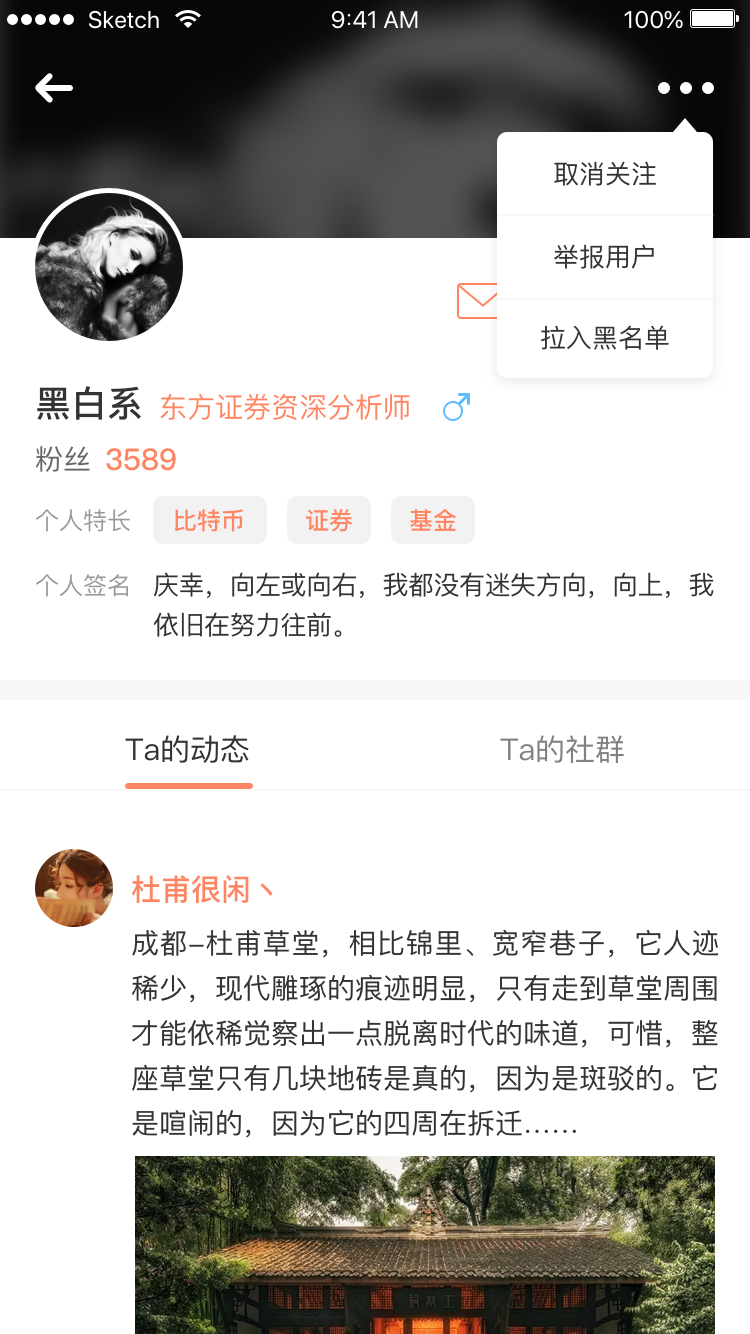 Sketch 9:41 AM 100%
取消关注
举报用户
拉入黑名单
黑白系 东方证券资深分析师
粉丝 3589
个人特长 比特币 证券 基金
个人签名 庆幸，向左或向右，我都没有迷失方向，向上，我
依旧在努力往前。
Ta的动态 Ta的社群
杜甫很闲丶
成都–杜甫草堂，相比锦里、宽窄巷子，它人迹
稀少，现代雕琢的痕迹明显，只有走到草堂周围
才能依稀觉察出一点脱离时代的味道，可惜，整
座草堂只有几块地砖是真的，因为是斑驳的。它
是喧闹的，因为它的四周在拆迁......